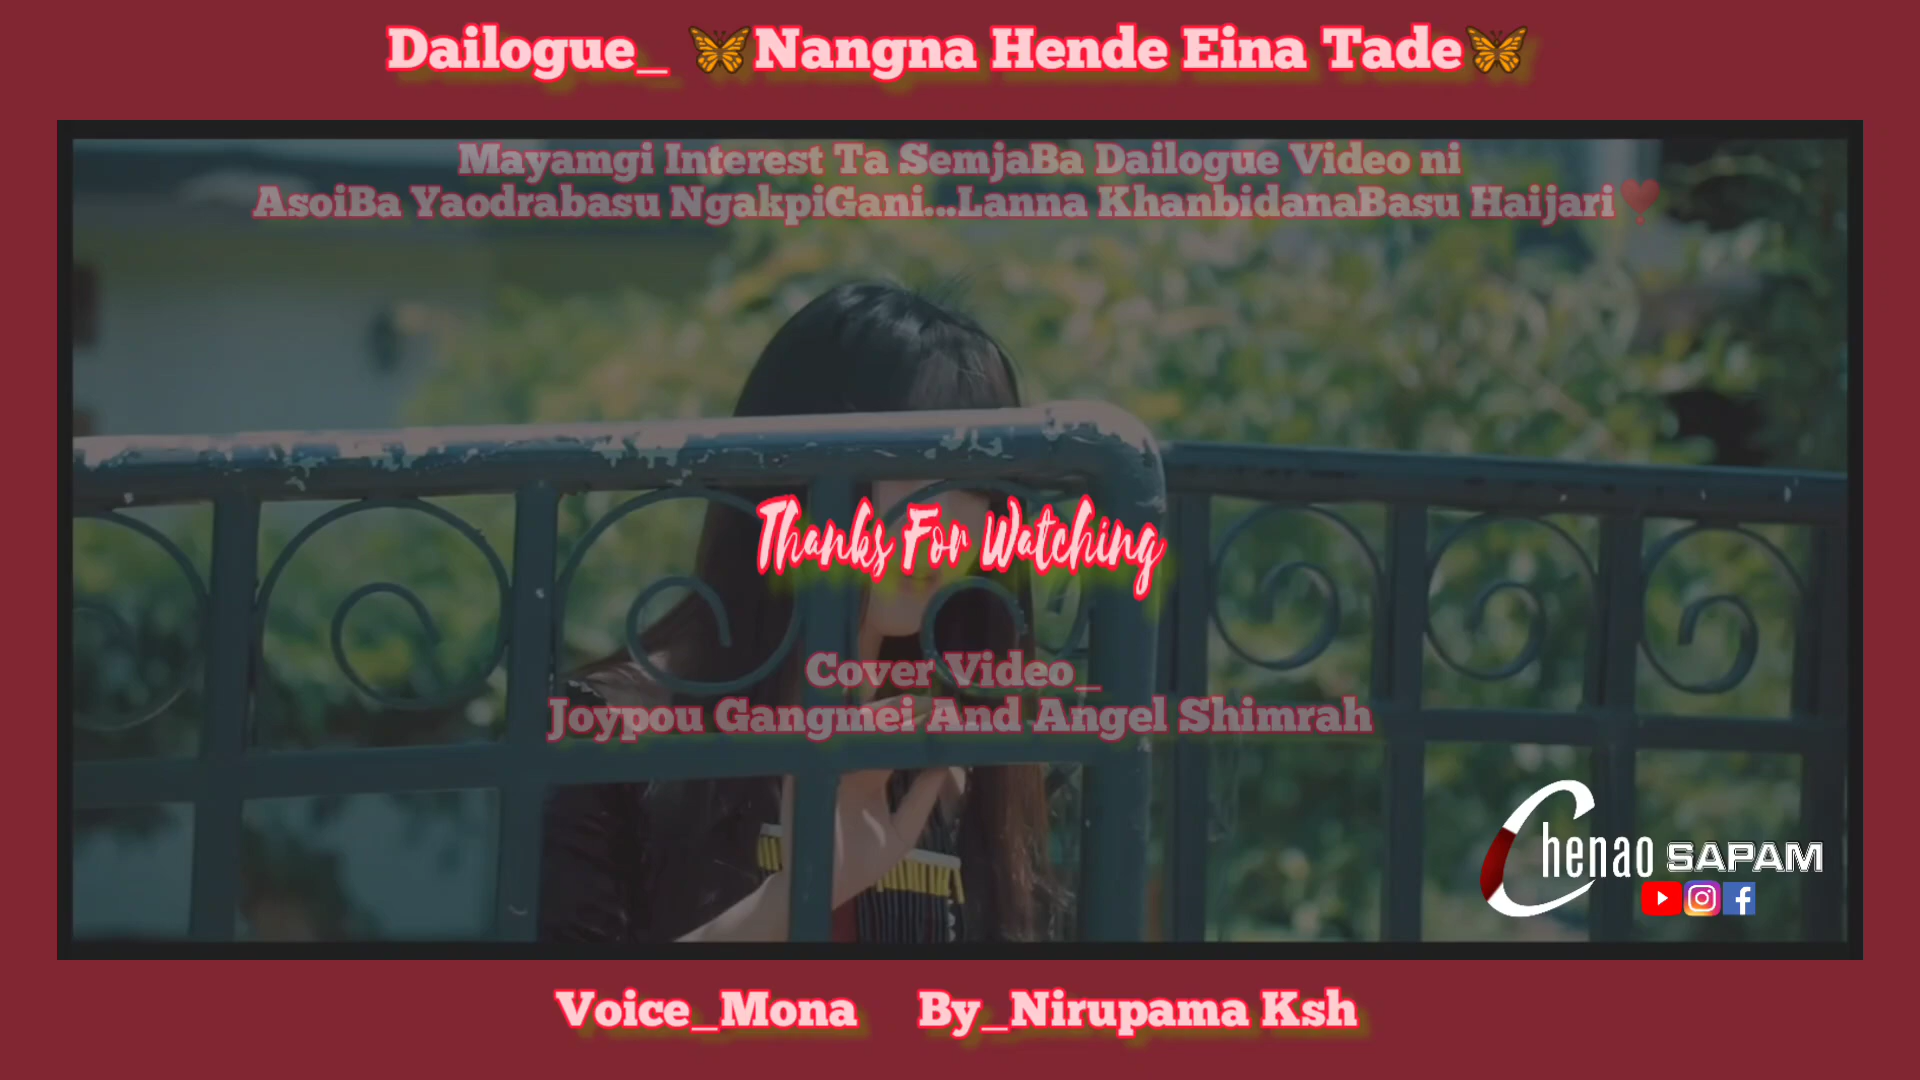 Dailogue_ 🦋Nangna Hende Eina Tade🦋
Mayamgi Interest Ta SemjaBa Dailogue Video ni
AsoiBa Yaodrabasu NgakpiGani...Lanna KhanbidanaBasu Haijari❣️
Thanks For Watching
Cover Video_
Joypou Gangmei And Angel Shimrah
Chenao SAPAM
Voice_Mona By_Nirupama Ksh